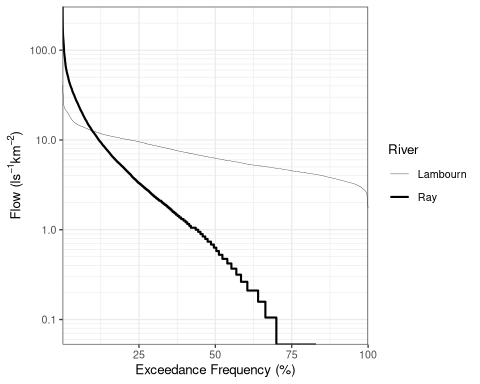 100.0
10.0
1.0
0.1
Flow (ls⁻¹km⁻²)
25
50
75
100
Exceedance Frequency (%)
River
Lambourn
Ray